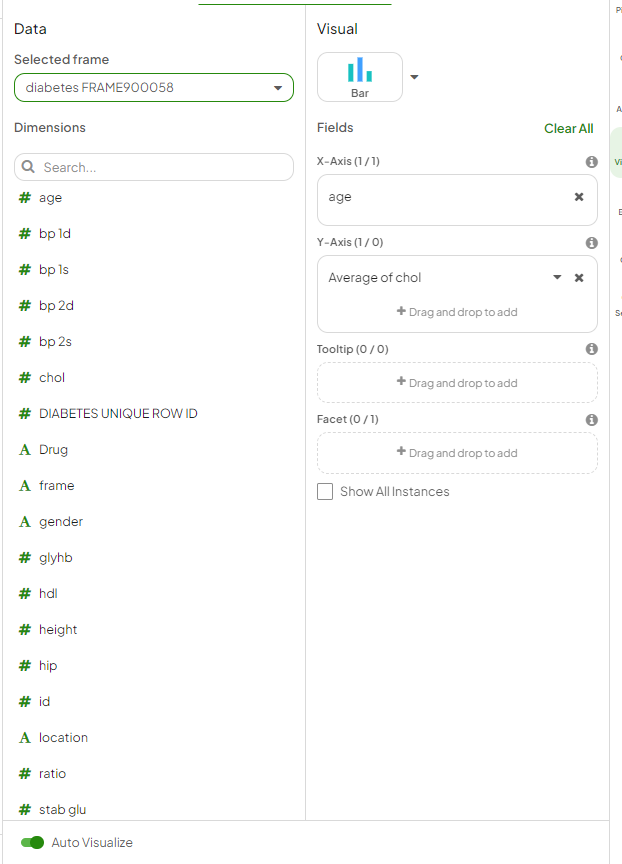 Data
Selected frame
diabetes FRAME900058
Dimensions
Search...
# age
# bp 1d
# bp 1s
# bp 2d
# bp 2s
# chol
# DIABETES UNIQUE ROW ID
A Drug
A frame
A gender
# glyhb
# hdl
# height
# hip
# id
A location
# ratio
# stab glu
Auto Visualize
Visual
Bar
Fields Clear All
X-Axis (1 / 1)
age
Y-Axis (1 / 0)
Average of chol
+ Drag and drop to add
Tooltip (0 / 0)
+ Drag and drop to add
Facet (0 / 1)
+ Drag and drop to add
Show All Instances